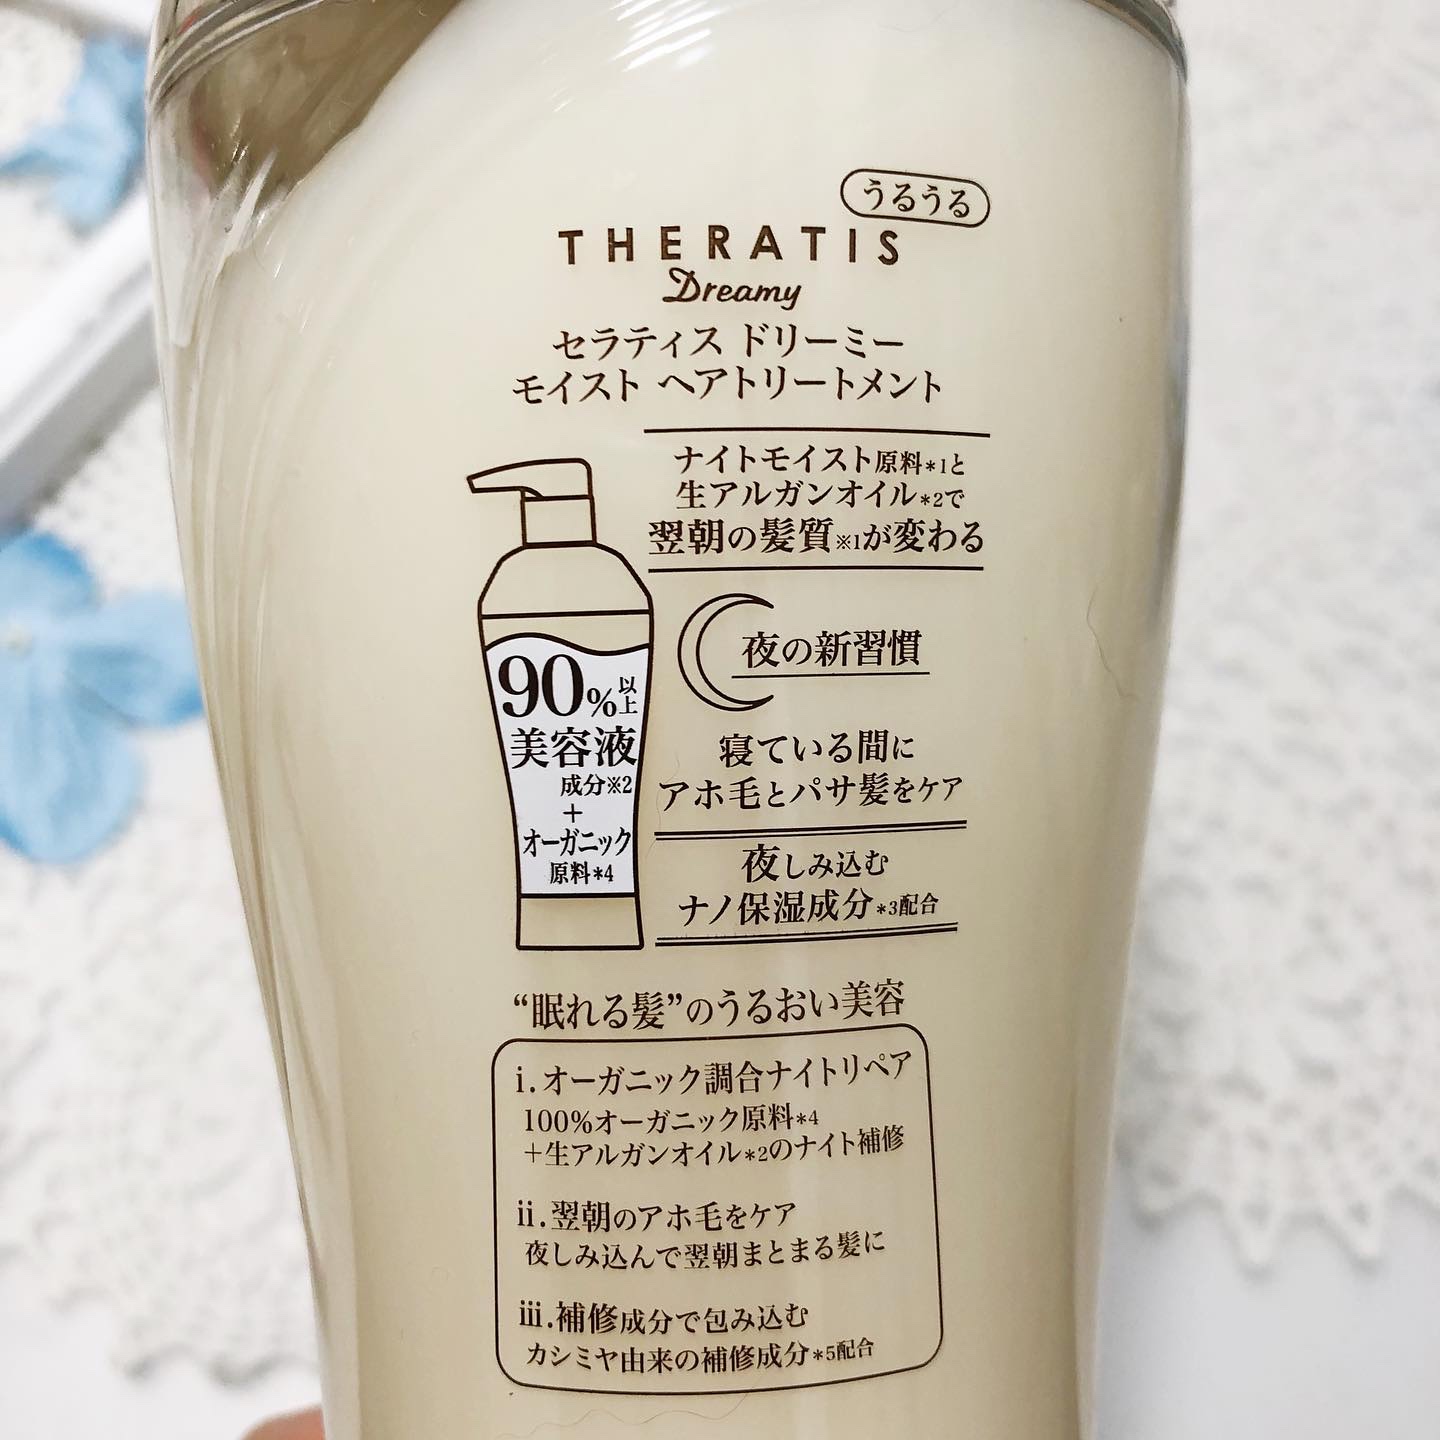 うるうる
THERATIS
Dreamy
セラティス ドリーミー
モイスト ヘアトリートメント
ナイトモイスト原料*1と
生アルガンオイル*2で
翌朝の髪質※1が変わる
90%以上
美容液
成分※2
+
オーガニック
原料*4
夜の新習慣
寝ている間に
アホ毛とパサ髪をケア
夜しみ込む
ナノ保湿成分*3配合
“眠れる髪”のうるおい美容
i.オーガニック調合ナイトリペア
100%オーガニック原料*4
+生アルガンオイル*2のナイト補修
ii.翌朝のアホ毛をケア
夜しみ込んで翌朝まとまる髪に
iii.補修成分で包み込む
カシミヤ由来の補修成分*5配合